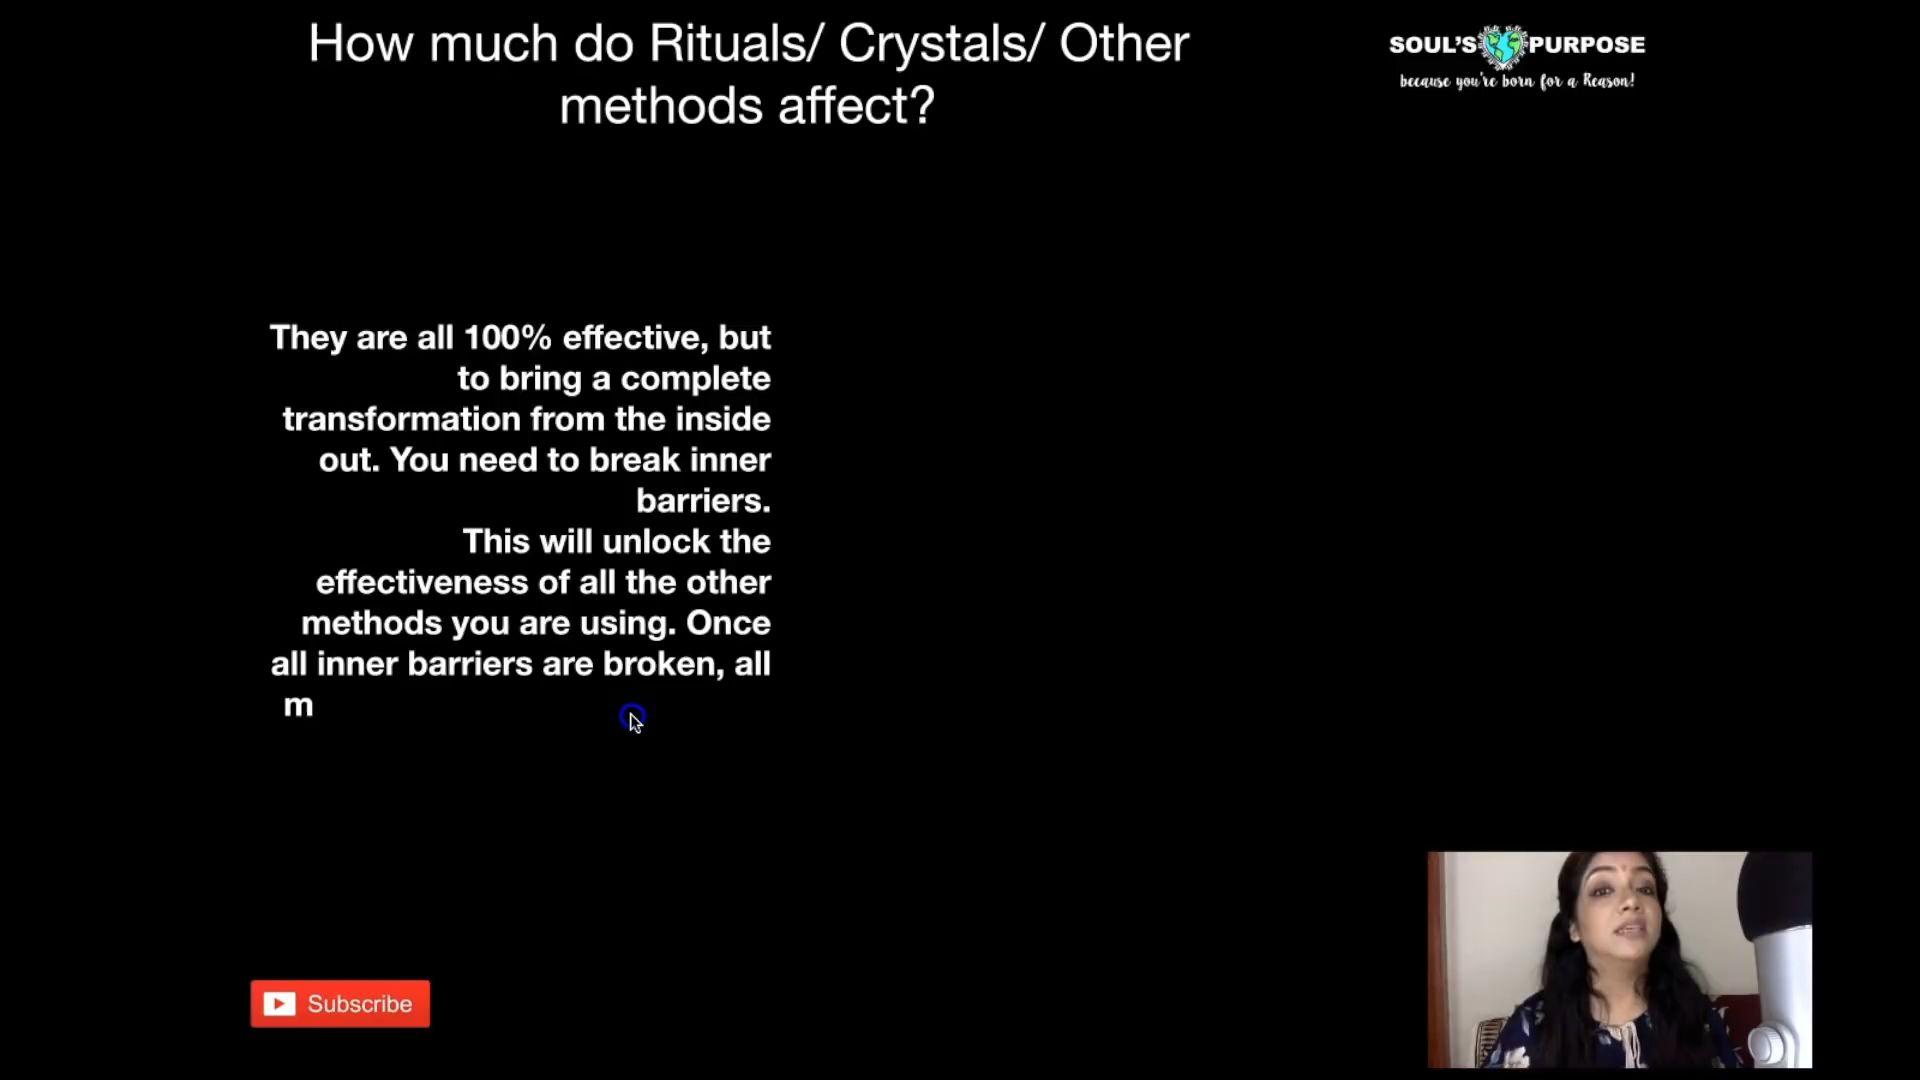 How much do Rituals/ Crystals/ Other
methods affect?
SOUL'S PURPOSE
because you're born for a Reason!
They are all 100% effective, but
to bring a complete
transformation from the inside
out. You need to break inner
barriers.
This will unlock the
effectiveness of all the other
methods you are using. Once
all inner barriers are broken, all
m
Subscribe